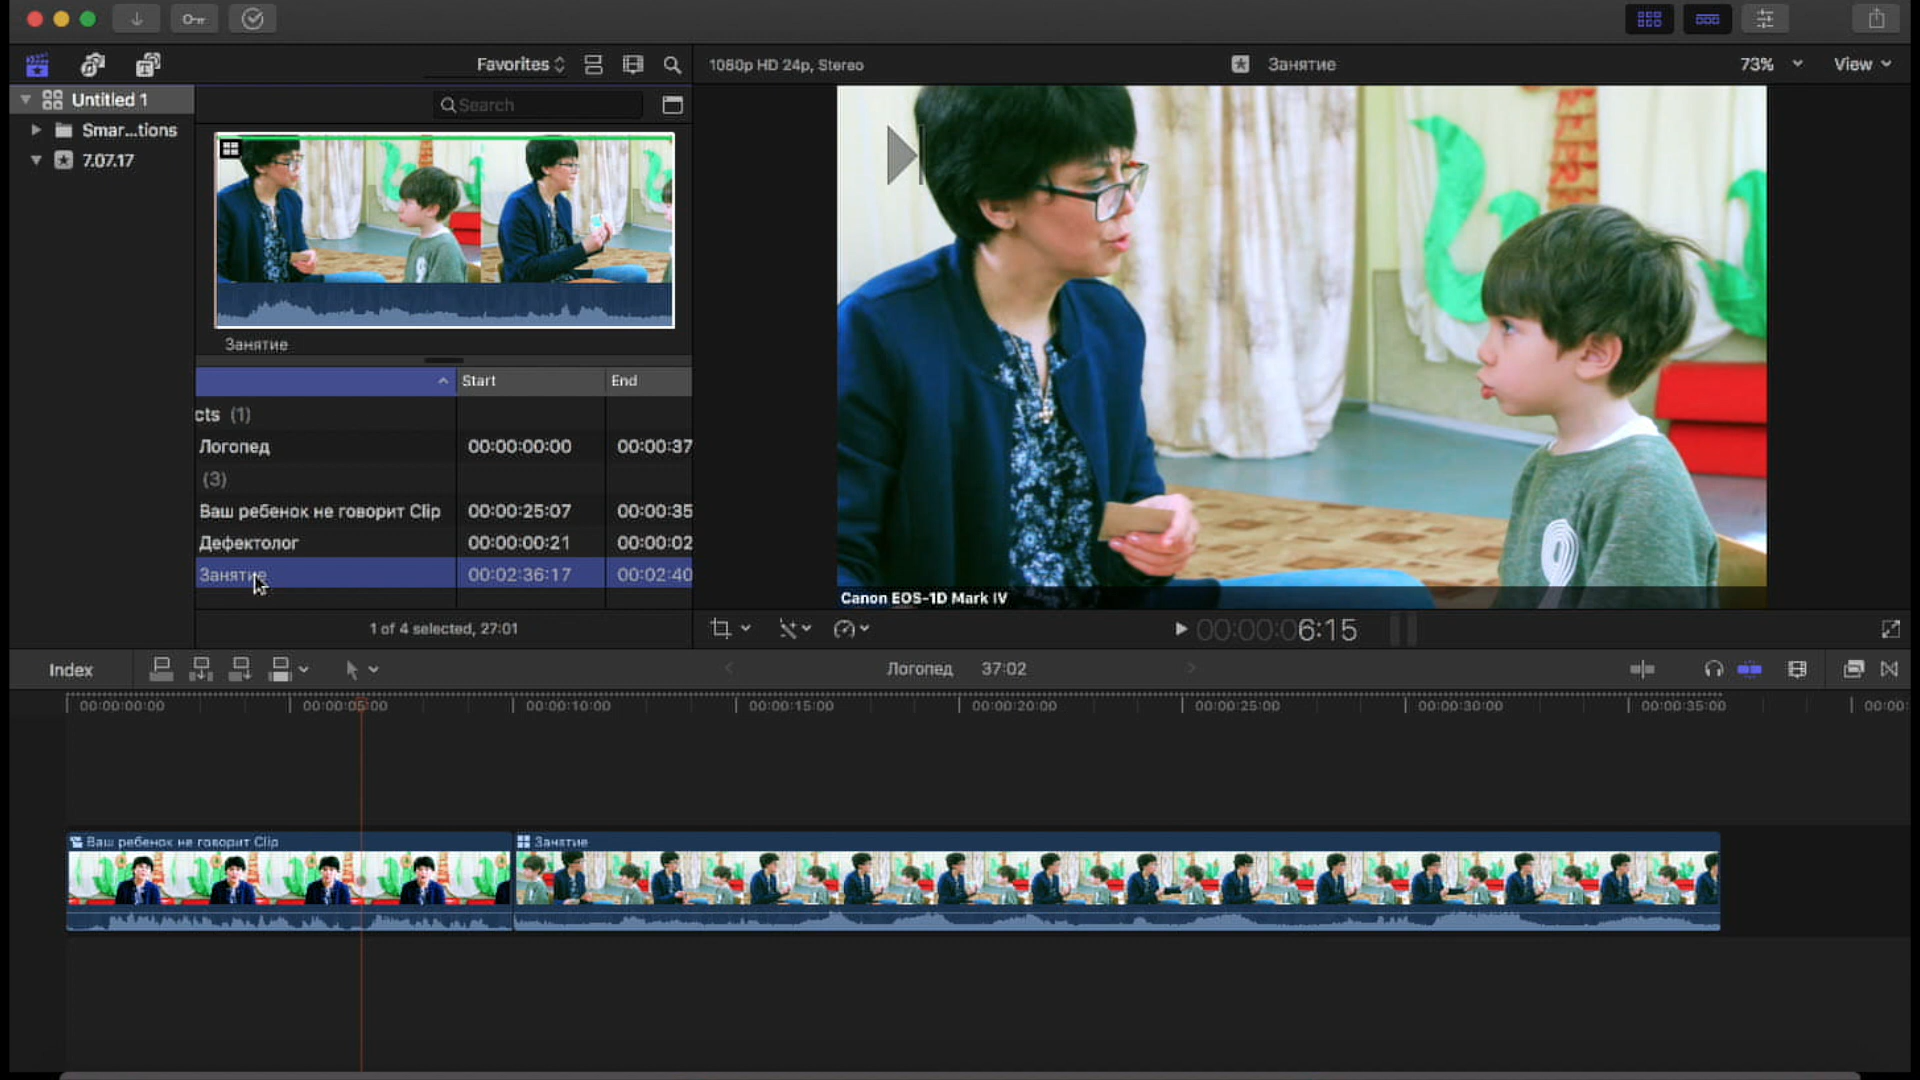 Favorites
1080p HD 24p, Stereo
Занятие
73%
View
Untitled 1
Search
Smar...tions
7.07.17
Занятие
Start
End
cts (1)
Логопед 00:00:00:00 00:00:37
(3)
Ваш ребенок не говорит Clip 00:00:25:07 00:00:35
Дефектолог 00:00:00:21 00:00:02
Занятие 00:02:36:17 00:02:40
Canon EOS-1D Mark IV
1 of 4 selected, 27:01
00:00:06:15
Index
Логопед 37:02
00:00:00:00 00:00:05:00 00:00:10:00 00:00:15:00 00:00:20:00 00:00:25:00 00:00:30:00 00:00:35:00 00:00:
Ваш ребенок не говорит Clip
Занятие